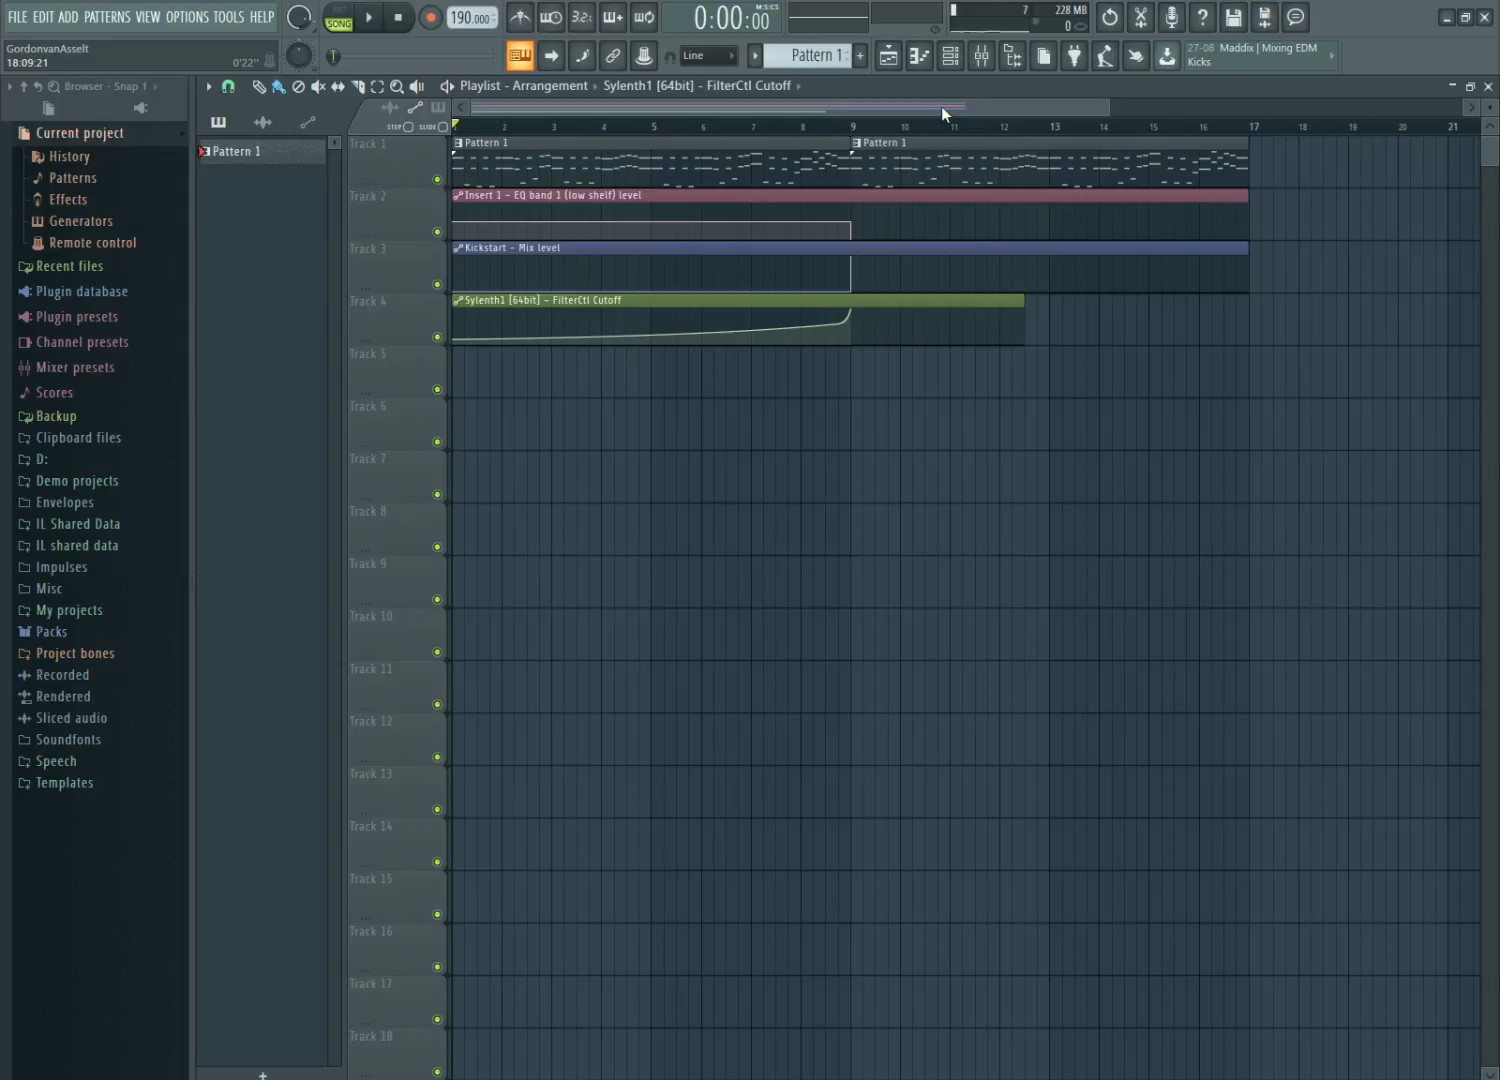 FILE EDIT ADD PATTERNS VIEW OPTIONS TOOLS HELP
SONG
190.000
3.2:
0:00:00
M:S:CS
7
228 MB
0
GordonvanAsselt
18:09:21
0'22"
Line
Pattern 1
27-08 Maddix | Mixing EDM
Kicks
Browser - Snap 1
Playlist - Arrangement › Sylenth1 [64bit] - FilterCtl Cutoff ›
STEP
SLIDE
2 3 4 5 6 7 8 9 10 11 12 13 14 15 16 17 18 19 20 21
Current project
History
Patterns
Effects
Generators
Remote control
Recent files
Plugin database
Plugin presets
Channel presets
Mixer presets
Scores
Backup
Clipboard files
D:
Demo projects
Envelopes
IL Shared Data
IL shared data
Impulses
Misc
My projects
Packs
Project bones
Recorded
Rendered
Sliced audio
Soundfonts
Speech
Templates
Pattern 1
Track 1
Pattern 1
Pattern 1
Track 2
Insert 1 - EQ band 1 (low shelf) level
Track 3
Kickstart - Mix level
Track 4
Sylenth1 [64bit] - FilterCtl Cutoff
Track 5
Track 6
Track 7
Track 8
Track 9
Track 10
Track 11
Track 12
Track 13
Track 14
Track 15
Track 16
Track 17
Track 18